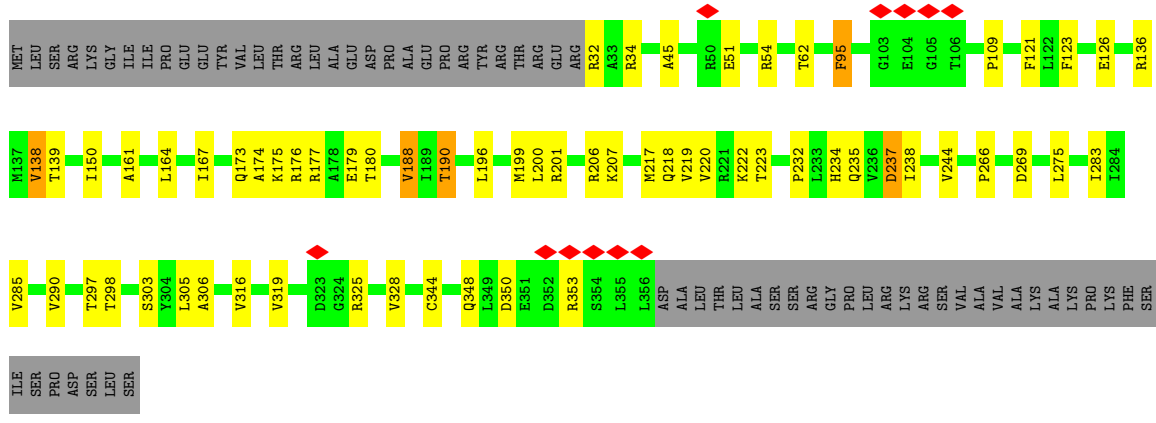 MET LEU SER ARG LYS GLY ILE ILE PRO GLU GLU TYR VAL LEU THR ARG LEU ALA GLU ASP PRO ALA GLU PRO ARG TYR ARG THR ARG GLU ARG R32 A33 R34 A45 R50 E51 R54 T62 F95 G103 E104 G105 T106 P109 F121 L122 F123 E126 R136
M137 V138 T139 I150 A161 L164 I167 Q173 A174 K175 R176 R177 A178 E179 T180 V188 I189 T190 L196 M199 L200 R201 R206 K207 M217 Q218 V219 V220 R221 K222 T223 P232 L233 H234 Q235 V236 D237 I238 V244 P266 D269 L275 I283 I284
V285 V290 T297 T298 S303 Y304 L305 A306 V316 V319 D323 G324 R325 V328 C344 Q348 L349 D350 E351 D352 R353 S354 L355 L356 ASP ALA LEU THR LEU ALA SER SER ARG GLY PRO LEU ARG LYS ARG SER VAL ALA VAL ALA LYS ALA LYS PRO LYS PHE SER
ILE SER PRO ASP SER LEU SER